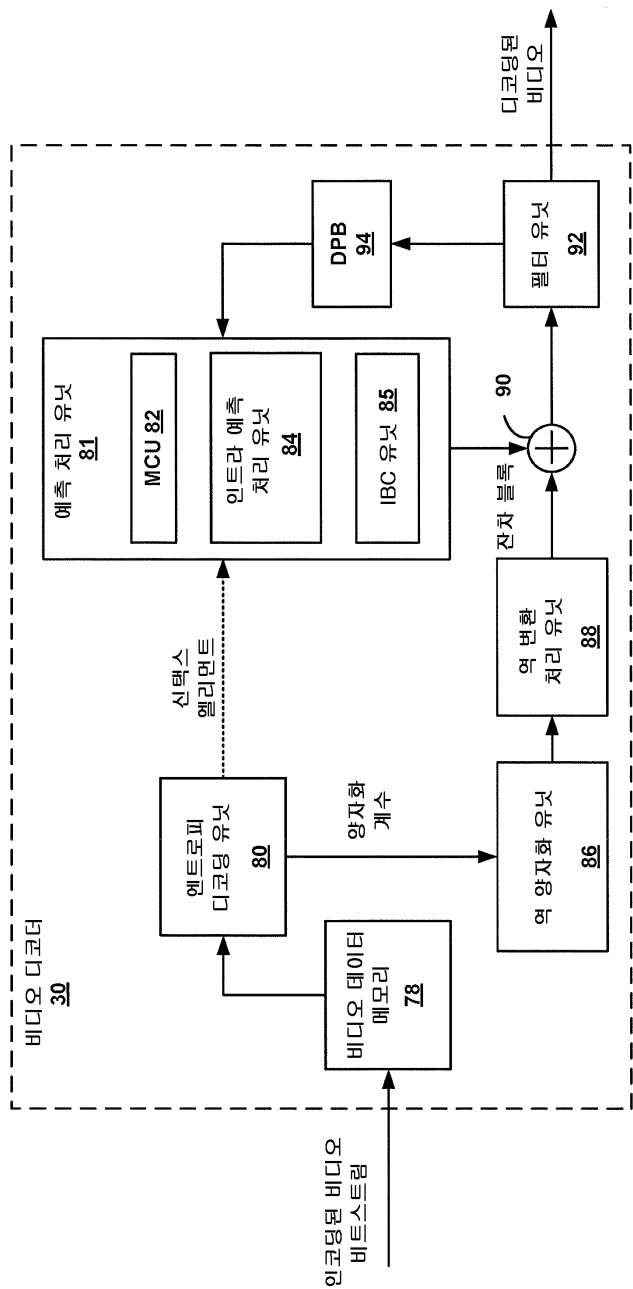 비디오 디코더
30
인코딩된 비디오
비트스트림
비디오 데이터
메모리
78
엔트로피
디코딩 유닛
80
신택스
엘리먼트
양자화
계수
예측 처리 유닛
81
MCU 82
인트라 예측
처리 유닛
84
IBC 유닛 85
역 양자화 유닛
86
역 변환
처리 유닛
88
잔차 블록
90
DPB
94
필터 유닛
92
디코딩된
비디오